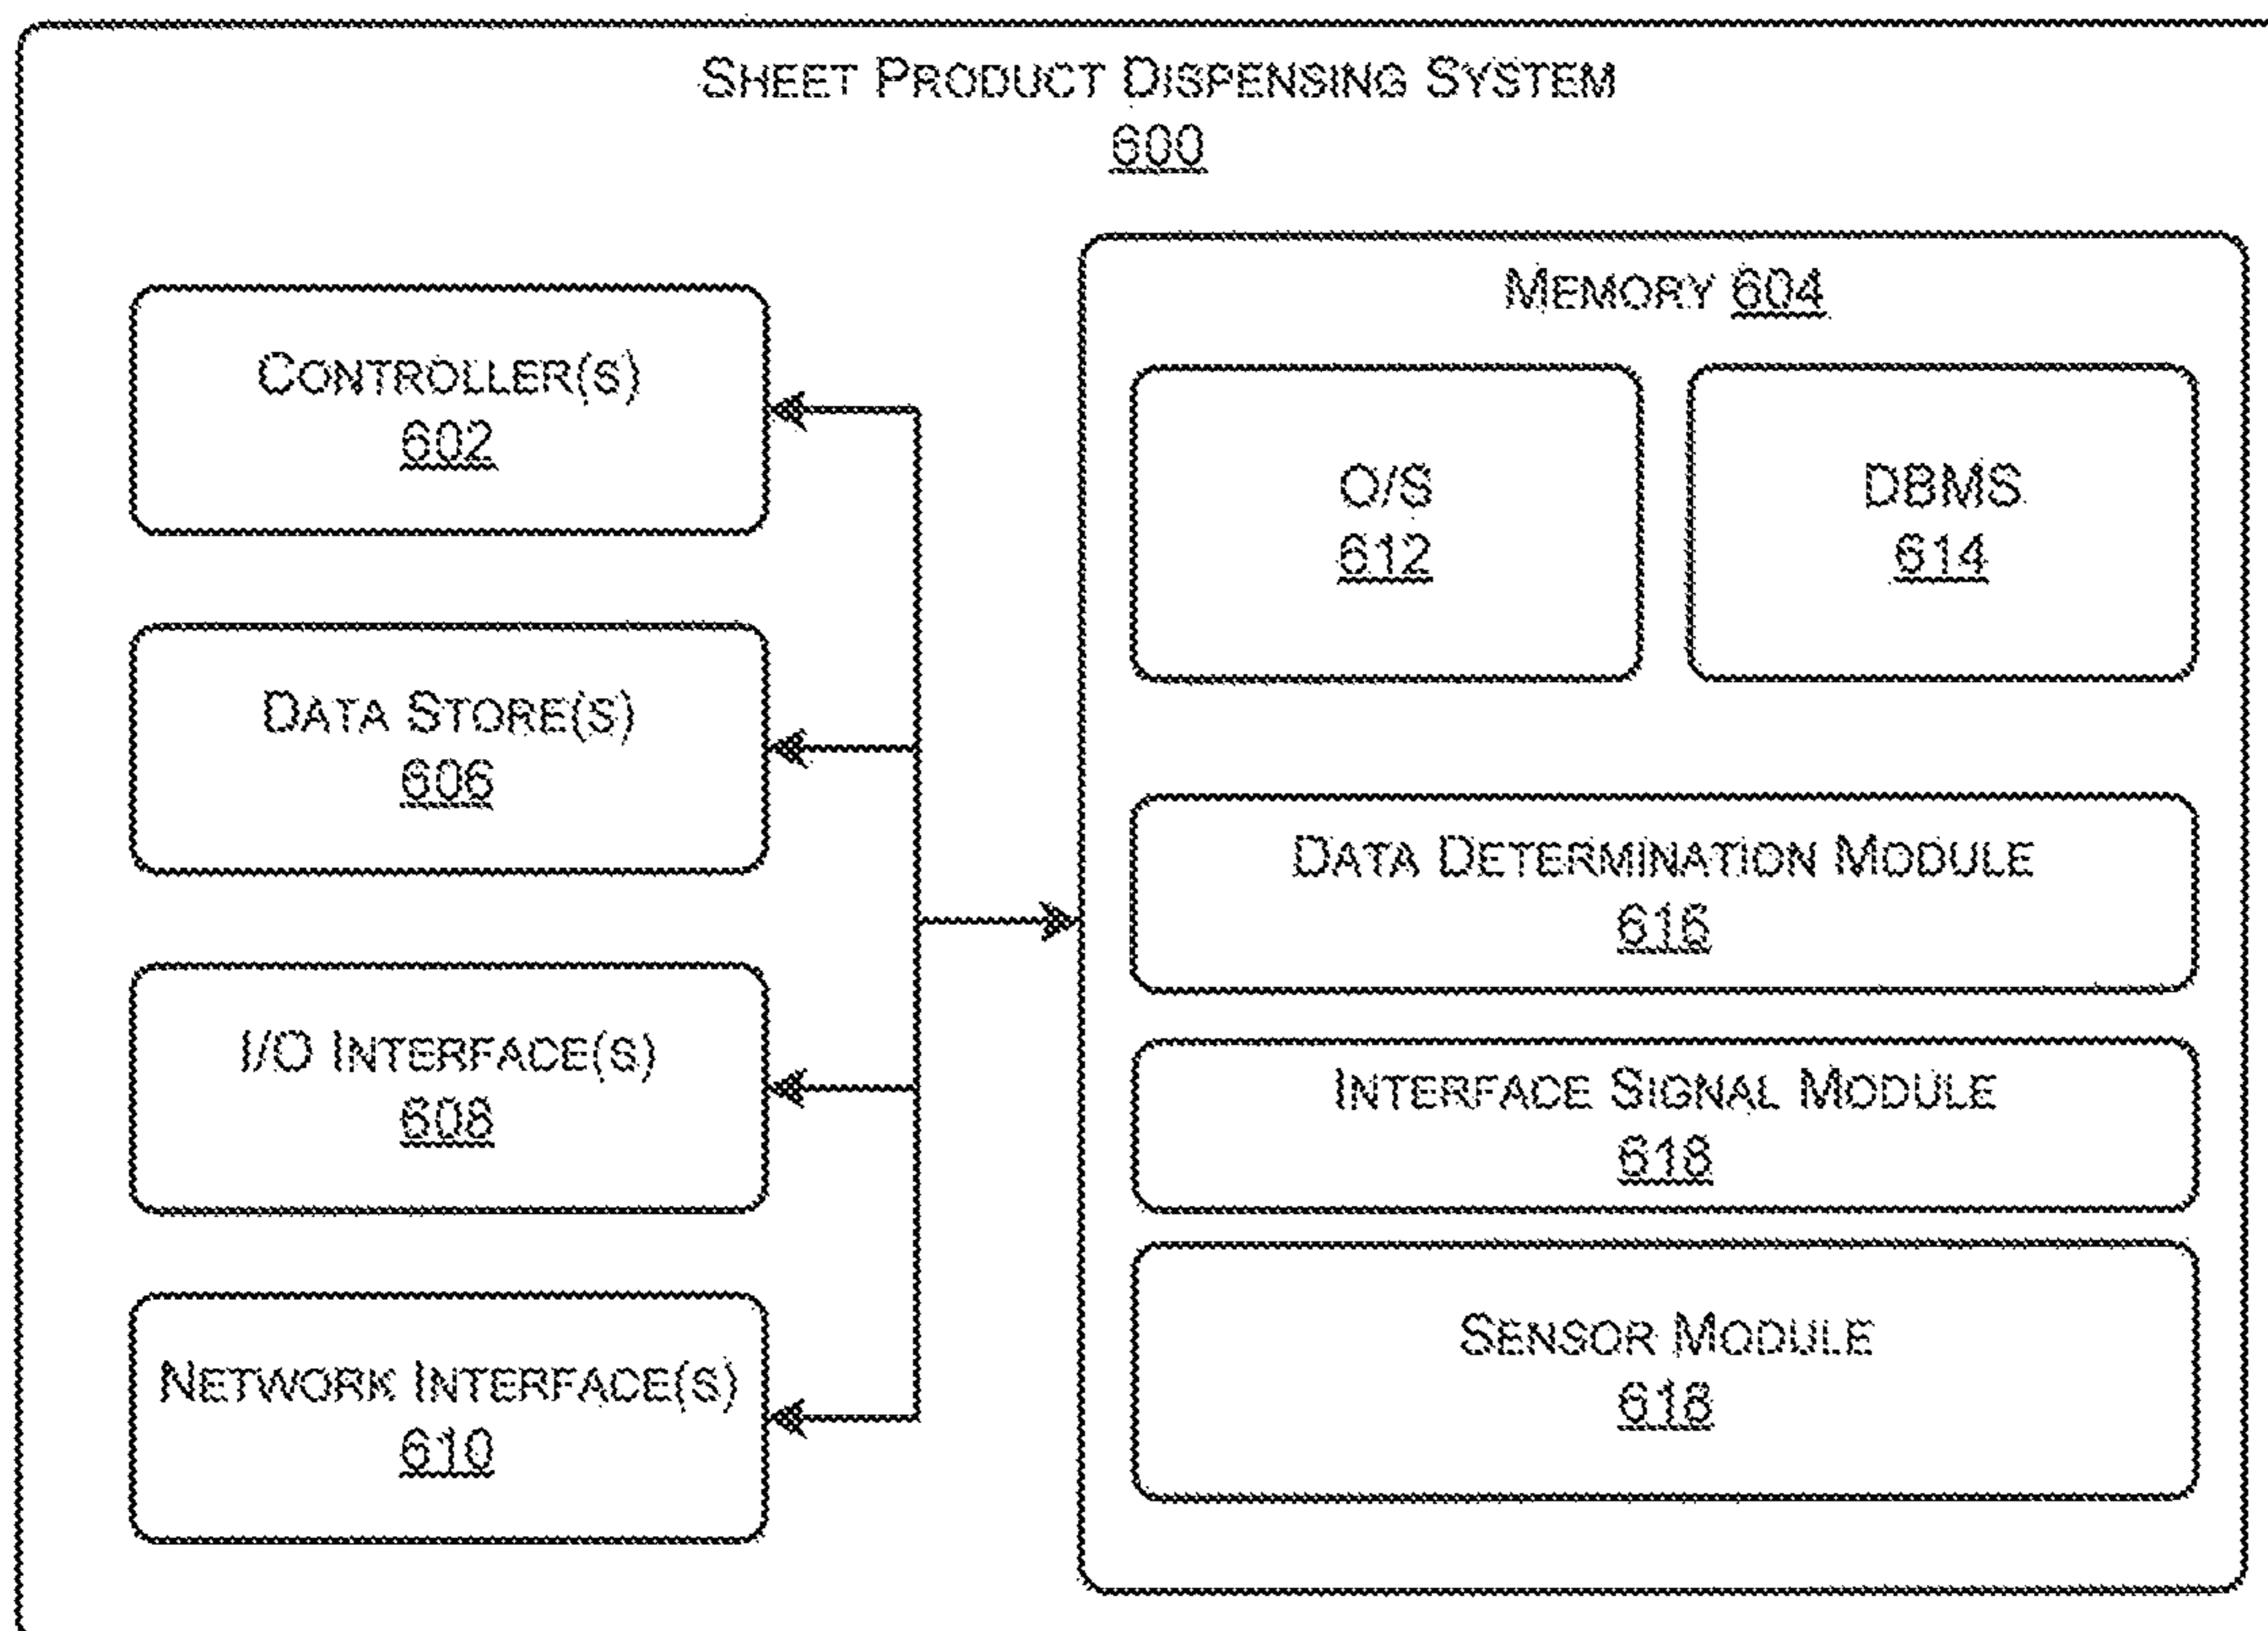 SHEET PRODUCT DISPENSING SYSTEM
600
CONTROLLER(S)
602
DATA STORE(S)
606
I/O INTERFACE(S)
608
NETWORK INTERFACE(S)
610
MEMORY 604
O/S
612
DBMS
614
DATA DETERMINATION MODULE
616
INTERFACE SIGNAL MODULE
618
SENSOR MODULE
618